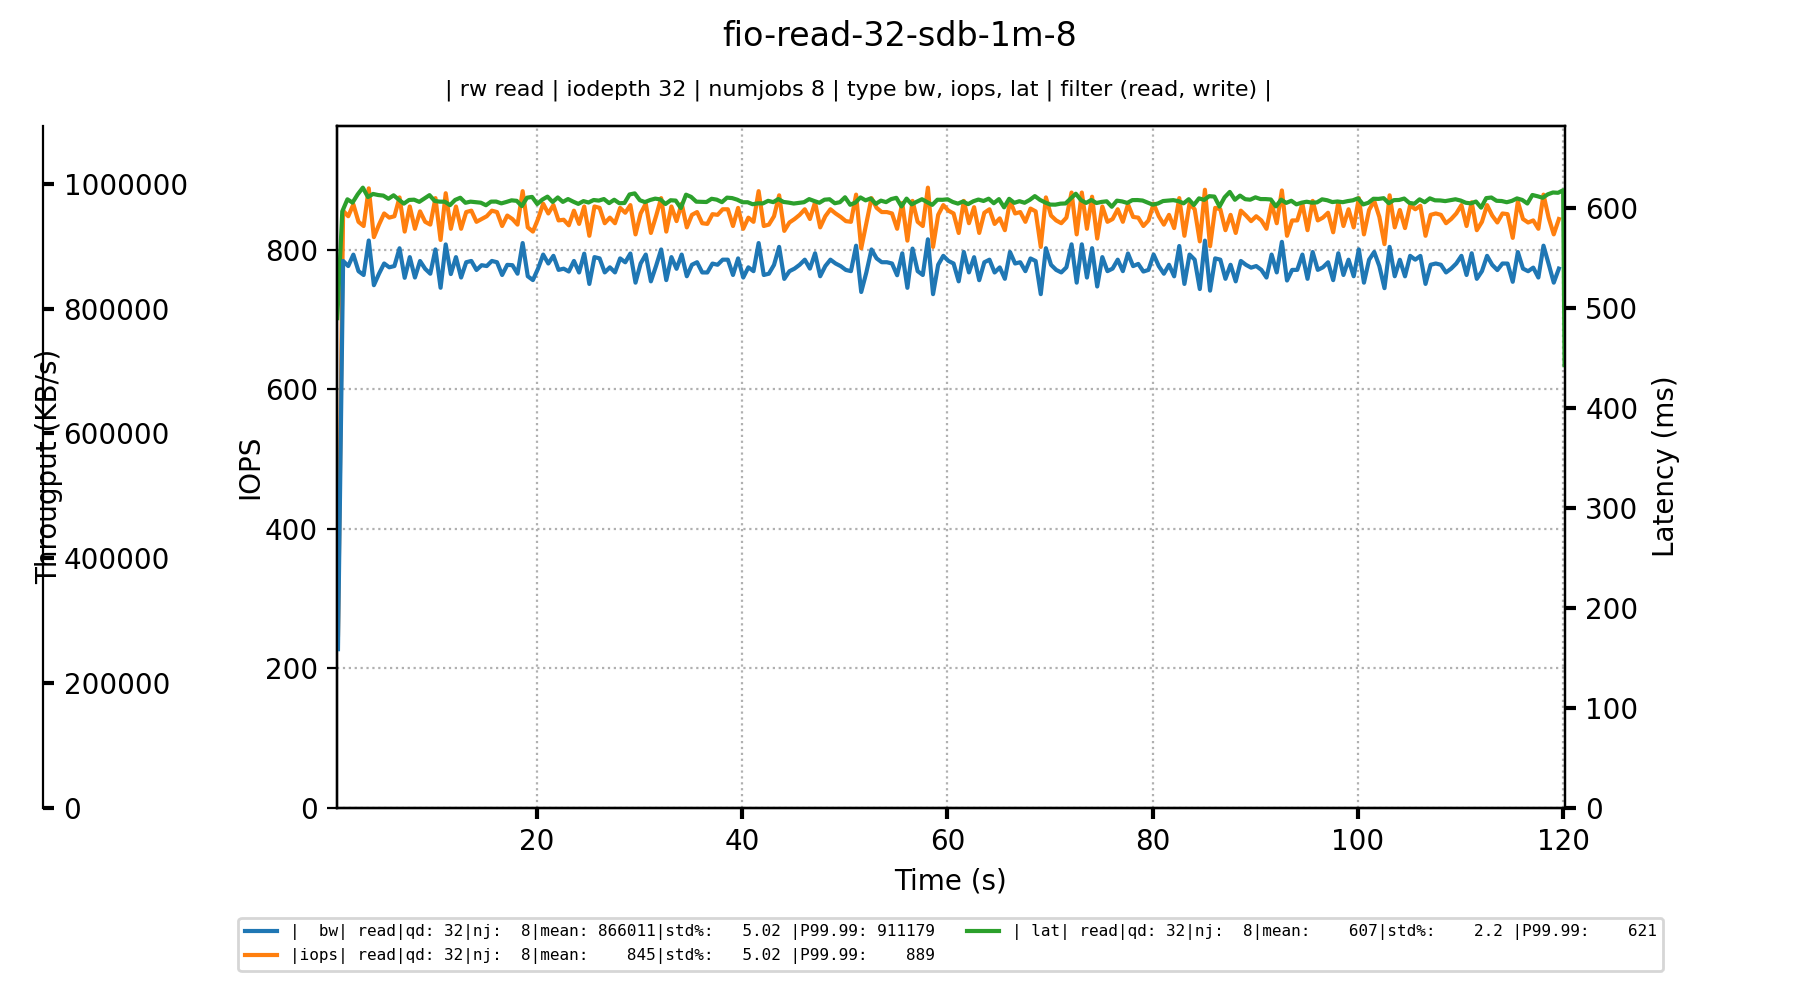 fio-read-32-sdb-1m-8
| rw read | iodepth 32 | numjobs 8 | type bw, iops, lat | filter (read, write) |
Througput (KB/s)
1000000
800000
600000
400000
200000
0
IOPS
800
600
400
200
0
Latency (ms)
600
500
400
300
200
100
0
20 40 60 80 100 120
Time (s)
|  bw| read|qd: 32|nj:  8|mean: 866011|std%:   5.02 |P99.99: 911179
|iops| read|qd: 32|nj:  8|mean:    845|std%:   5.02 |P99.99:    889
| lat| read|qd: 32|nj:  8|mean:    607|std%:    2.2 |P99.99:    621